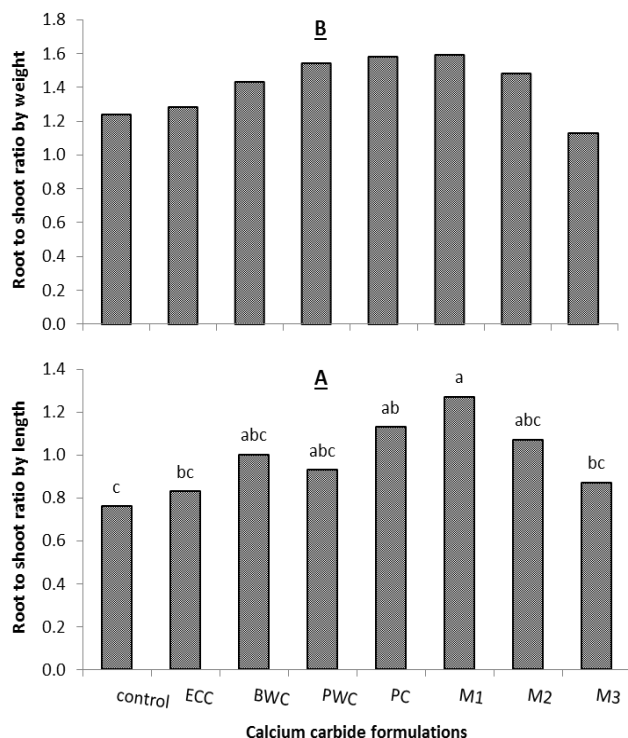 B
Root to shoot ratio by weight
1.8
1.6
1.4
1.2
1.0
0.8
0.6
0.4
0.2
0.0
A
Root to shoot ratio by length
1.4
1.2
1.0
0.8
0.6
0.4
0.2
0.0
c bc abc abc ab a abc bc
control ECC BWC PWC PC M1 M2 M3
Calcium carbide formulations